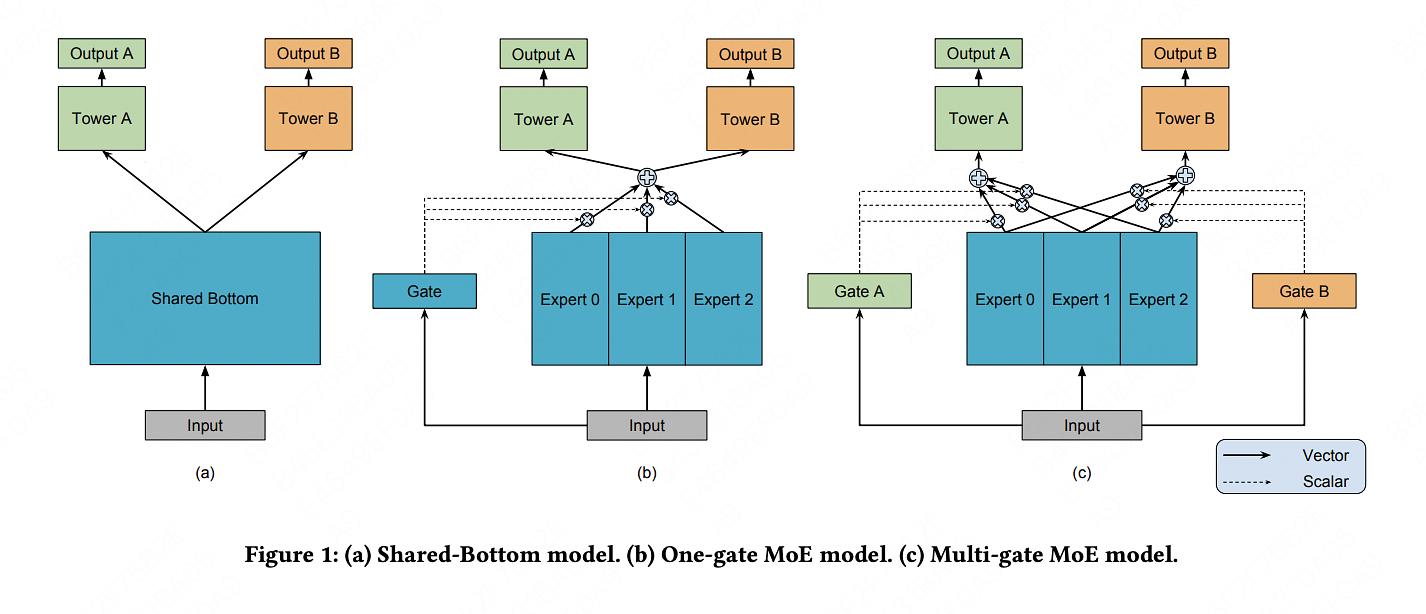 Output A
Output B
Tower A
Tower B
Shared Bottom
Input
(a)
Output A
Output B
Tower A
Tower B
Gate
Expert 0
Expert 1
Expert 2
Input
(b)
Output A
Output B
Tower A
Tower B
Gate A
Expert 0
Expert 1
Expert 2
Gate B
Input
(c)
Vector
Scalar
Figure 1: (a) Shared-Bottom model. (b) One-gate MoE model. (c) Multi-gate MoE model.